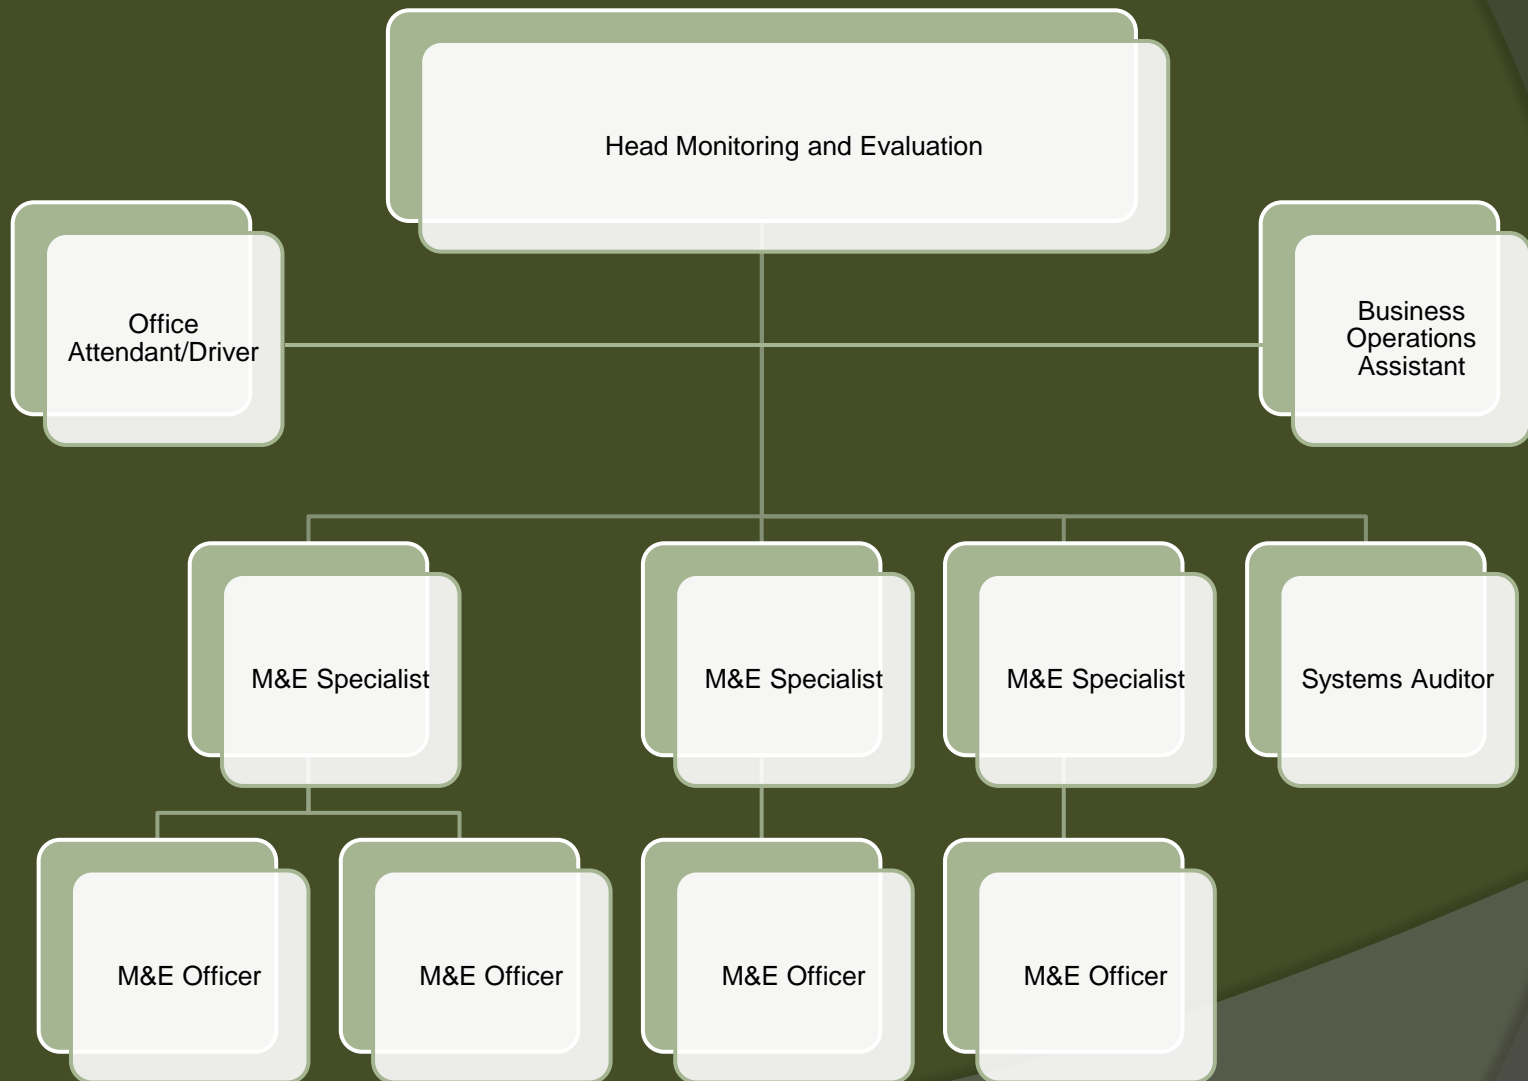 Head Monitoring and Evaluation
Office
Attendant/Driver
Business
Operations
Assistant
M&E Specialist
M&E Specialist
M&E Specialist
Systems Auditor
M&E Officer
M&E Officer
M&E Officer
M&E Officer